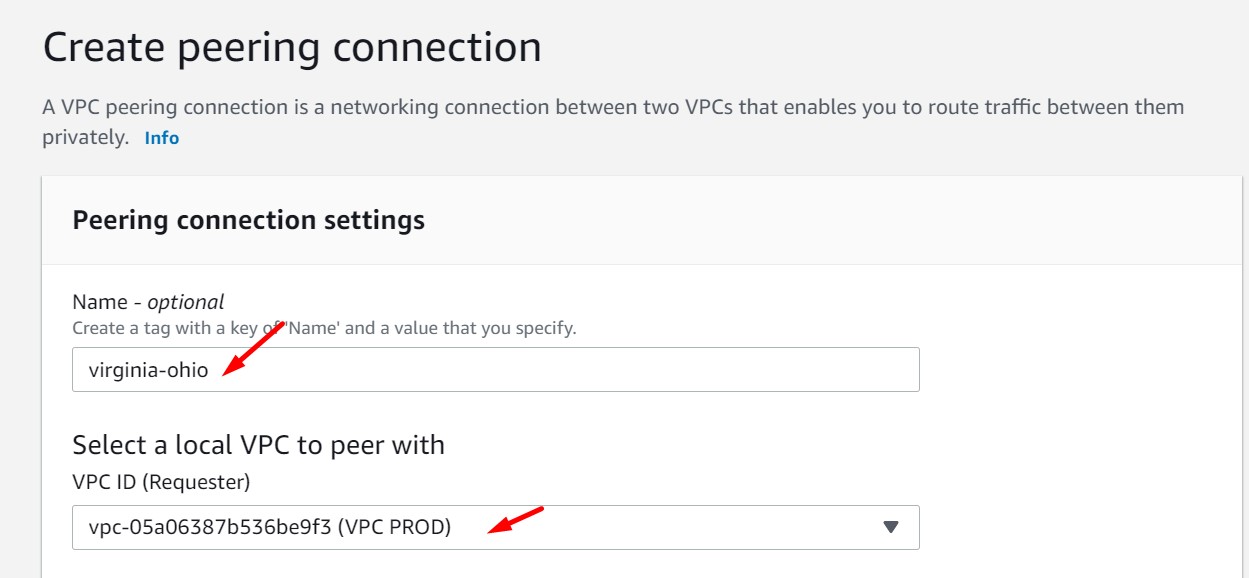 Create peering connection
A VPC peering connection is a networking connection between two VPCs that enables you to route traffic between them
privately. Info
Peering connection settings
Name - optional
Create a tag with a key of 'Name' and a value that you specify.
virginia-ohio
Select a local VPC to peer with
VPC ID (Requester)
vpc-05a06387b536be9f3 (VPC PROD)